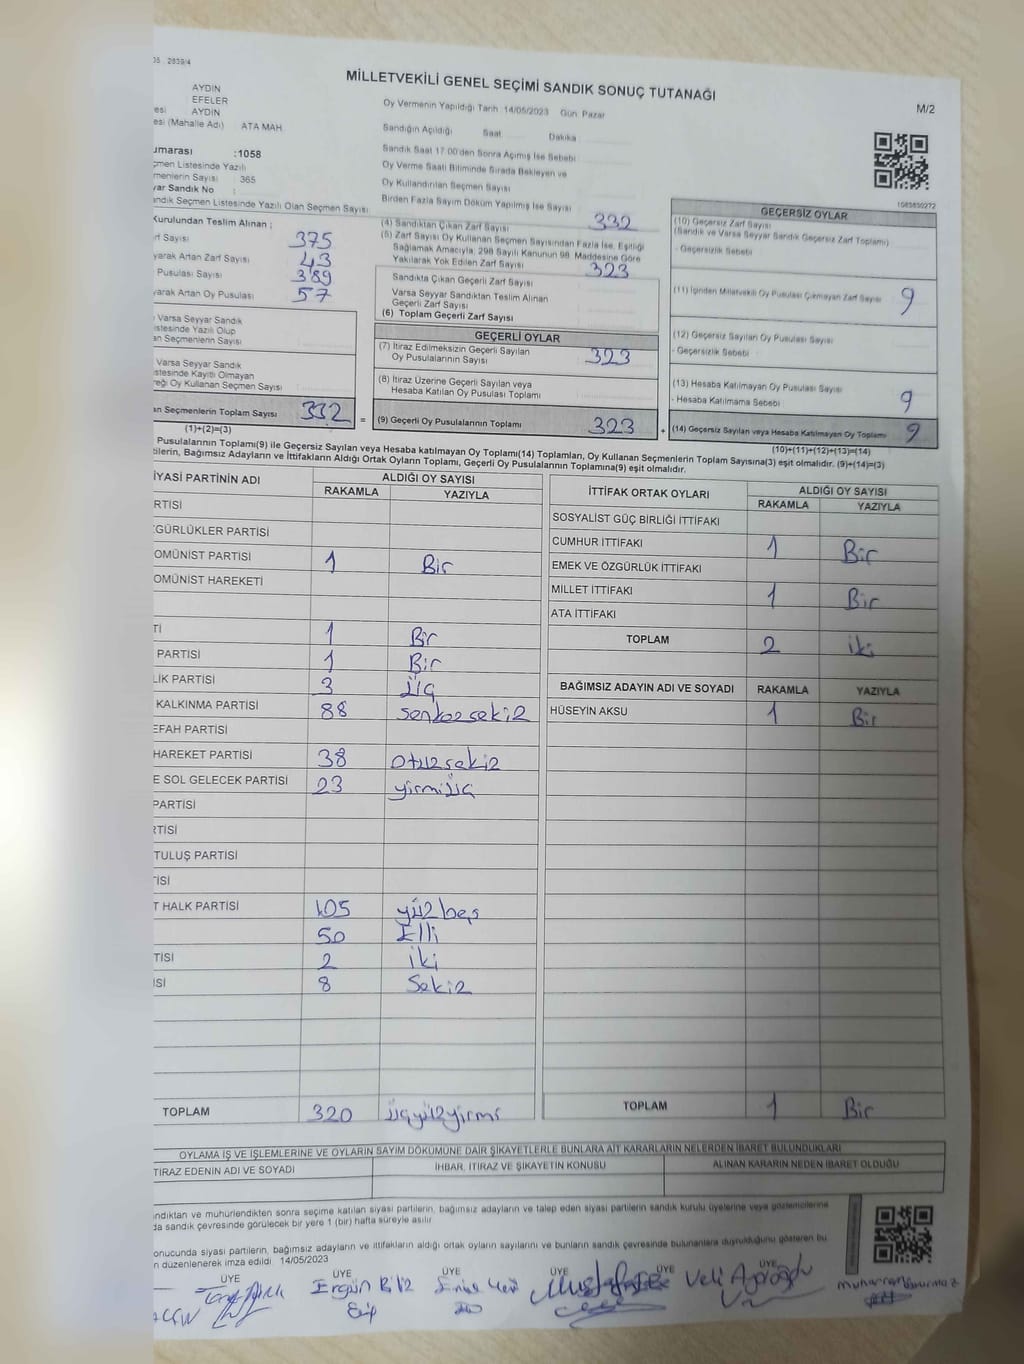 2839/4
MİLLETVEKİLİ GENEL SEÇİMİ SANDIK SONUÇ TUTANAĞI
M/2
AYDIN
EFELER
AYDIN
esi (Mahalle Adı) ATA MAH
umarası :1058
çmen Listesinde Yazılı
menlerin Sayısı : 365
yar Sandık No :
andık Seçmen Listesinde Yazılı Olan Seçmen Sayısı
Oy Vermenin Yapıldığı Tarih: 14/05/2023 Gün: Pazar
Sandığın Açıldığı Saat Dakika
Sandık Saat 17.00'den Sonra Açımış İse Sebebi
Oy Verme Saati Bitiminde Sırada Bekleyen ve
Oy Kullandırılan Seçmen Sayısı
Birden Fazla Sayım Döküm Yapılmış İse Sayısı
1085830272
Kurulundan Teslim Alınan ;
rf Sayısı 375
yarak Artan Zarf Sayısı 43
Pusulası Sayısı 389
yarak Artan Oy Pusulası 57
Varsa Seyyar Sandık
istesinde Yazılı Olup
an Seçmenlerin Sayısı
Varsa Seyyar Sandık
stesinde Kayıtlı Olmayan
reği Oy Kullanan Seçmen Sayısı
an Seçmenlerin Toplam Sayısı 332
(1)+(2)=(3)
(4) Sandıktan Çıkan Zarf Sayısı 332
(5) Zarf Sayısı Oy Kullanan Seçmen Sayısından Fazla İse, Eşitliği
Sağlamak Amacıyla; 298 Sayılı Kanunun 98. Maddesine Göre
Yakılarak Yok Edilen Zarf Sayısı 323
Sandıkta Çıkan Geçerli Zarf Sayısı
Varsa Seyyar Sandıktan Teslim Alınan
Geçerli Zarf Sayısı
(6) Toplam Geçerli Zarf Sayısı
GEÇERLİ OYLAR
(7) İtiraz Edilmeksizin Geçerli Sayılan
Oy Pusulalarının Sayısı 323
(8) İtiraz Üzerine Geçerli Sayılan veya
Hesaba Katılan Oy Pusulası Toplamı
= (9) Geçerli Oy Pusulalarının Toplamı 323
GEÇERSİZ OYLAR
(10) Geçersiz Zarf Sayısı
(Sandık ve Varsa Seyyar Sandık Geçersiz Zarf Toplamı)
- Geçersizlik Sebebi
(11) İçinden Milletvekili Oy Pusulası Çıkmayan Zarf Sayısı 9
(12) Geçersiz Sayılan Oy Pusulası Sayısı
- Geçersizlik Sebebi
(13) Hesaba Katılmayan Oy Pusulası Sayısı
- Hesaba Katılmama Sebebi 9
+ (14) Geçersiz Sayılan veya Hesaba Katılmayan Oy Toplamı 9
(10)+(11)+(12)+(13)=(14)
Pusulalarının Toplamı(9) ile Geçersiz Sayılan veya Hesaba katılmayan Oy Toplamı(14) Toplamları, Oy Kullanan Seçmenlerin Toplam Sayısına(3) eşit olmalıdır. (9)+(14)=(3)
tilerin, Bağımsız Adayların ve İttifakların Aldığı Ortak Oyların Toplamı, Geçerli Oy Pusulalarının Toplamına(9) eşit olmalıdır.
İYASİ PARTİNİN ADI ALDIĞI OY SAYISI
RAKAMLA YAZIYLA
RTİSİ
GÜRLÜKLER PARTİSİ
OMÜNİST PARTİSİ 1 Bir
OMÜNİST HAREKETİ
Tİ 1 Bir
PARTİSİ 1 Bir
LİK PARTİSİ 3 üç
KALKINMA PARTİSİ 88 senksesekiz
EFAH PARTİSİ
HAREKET PARTİSİ 38 otuzsekiz
E SOL GELECEK PARTİSİ 23 yirmiüç
PARTİSİ
RTİSİ
TULUŞ PARTİSİ
İSİ
T HALK PARTİSİ 105 yüzbeş
50 Elli
TİSİ 2 iki
İSİ 8 Sekiz
TOPLAM 320 üçyüzyirmi
İTTİFAK ORTAK OYLARI ALDIĞI OY SAYISI
RAKAMLA YAZIYLA
SOSYALİST GÜÇ BİRLİĞİ İTTİFAKI
CUMHUR İTTİFAKI 1 Bir
EMEK VE ÖZGÜRLÜK İTTİFAKI
MİLLET İTTİFAKI 1 Bir
ATA İTTİFAKI
TOPLAM 2 iki
BAĞIMSIZ ADAYIN ADI VE SOYADI RAKAMLA YAZIYLA
HÜSEYİN AKSU 1 Bir
TOPLAM 1 Bir
OYLAMA İŞ VE İŞLEMLERİNE VE OYLARIN SAYIM DÖKÜMÜNE DAİR ŞİKAYETLERLE BUNLARA AİT KARARLARIN NELERDEN İBARET BULUNDUKLARI
TİRAZ EDENİN ADI VE SOYADI İHBAR, İTİRAZ VE ŞİKAYETİN KONUSU ALINAN KARARIN NEDEN İBARET OLDUĞU
ndıktan ve mühürlendikten sonra seçime katılan siyasi partilerin, bağımsız adayların ve talep eden siyasi partilerin sandık kurulu üyelerine veya gözlemcilerine
da sandık çevresinde görülecek bir yere 1 (bir) hafta süreyle asılır
onucunda siyasi partilerin, bağımsız adayların ve ittifakların aldığı ortak oyların sayılarını ve bunların sandık çevresinde bulunanlara duyrulduğunu gösteren bu
n düzenlenerek imza edildi 14/05/2023
ÜYE ÜYE ÜYE ÜYE ÜYE ÜYE
Ergün Veli